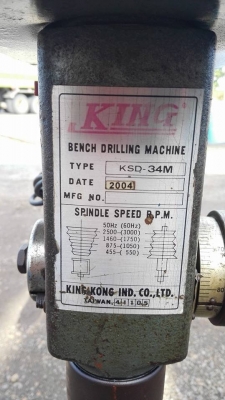 KING
BENCH DRILLING MACHINE
TYPE KSD-34M
DATE 2004
MFG NO.
SPINDLE SPEED R.P.M.
50Hz (60Hz)
2500-(3000)
1460-(1750)
875-(1050)
455-( 550)
KING KONG IND. CO., LTD.
TAIWAN,